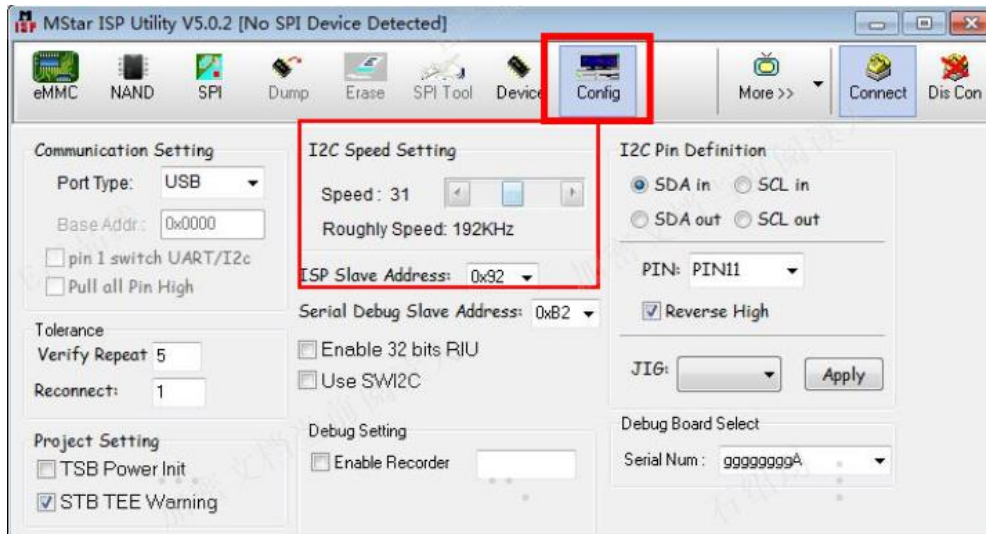 MStar ISP Utility V5.0.2 [No SPI Device Detected]
eMMC NAND SPI Dump Erase SPI Tool Device Config More >> Connect Dis Con
Communication Setting
Port Type: USB
Base Addr.: 0x0000
pin 1 switch UART/I2c
Pull all Pin High
Tolerance
Verify Repeat 5
Reconnect: 1
Project Setting
TSB Power Init
STB TEE Warning
I2C Speed Setting
Speed : 31
Roughly Speed: 192KHz
ISP Slave Address: 0x92
Serial Debug Slave Address: 0xB2
Enable 32 bits RIU
Use SWI2C
Debug Setting
Enable Recorder
I2C Pin Definition
SDA in SCL in
SDA out SCL out
PIN: PIN11
Reverse High
JIG: Apply
Debug Board Select
Serial Num : ggggggggA